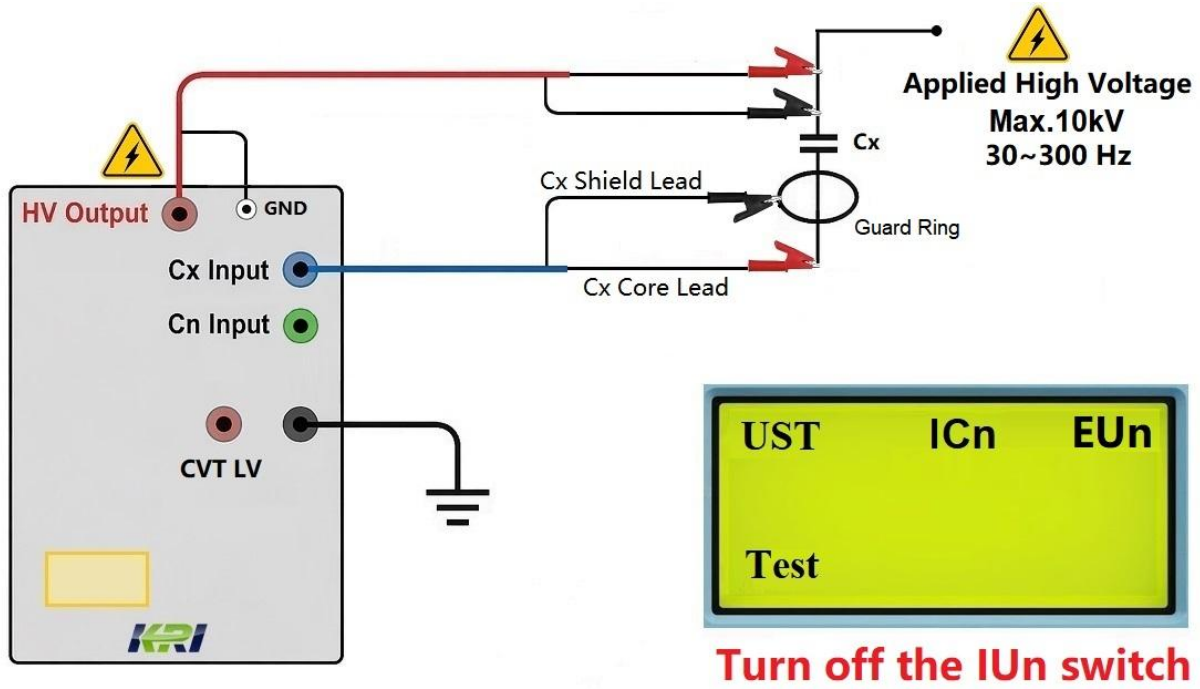 Applied High Voltage
Max.10kV
30~300 Hz
Cx
Cx Shield Lead
Guard Ring
HV Output
GND
Cx Input
Cx Core Lead
Cn Input
CVT LV
UST ICn EUn
Test
KRI
Turn off the IUn switch